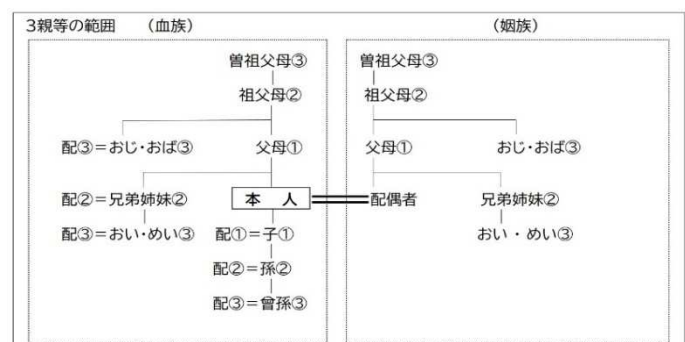 3親等の範囲 （血族） （姻族）
曽祖父母③ 曽祖父母③
祖父母② 祖父母②
配③＝おじ・おば③ 父母① 父母① おじ・おば③
配②＝兄弟姉妹② 本 人 配偶者 兄弟姉妹②
配③＝おい・めい③ 配①＝子① おい・めい③
配②＝孫②
配③＝曾孫③